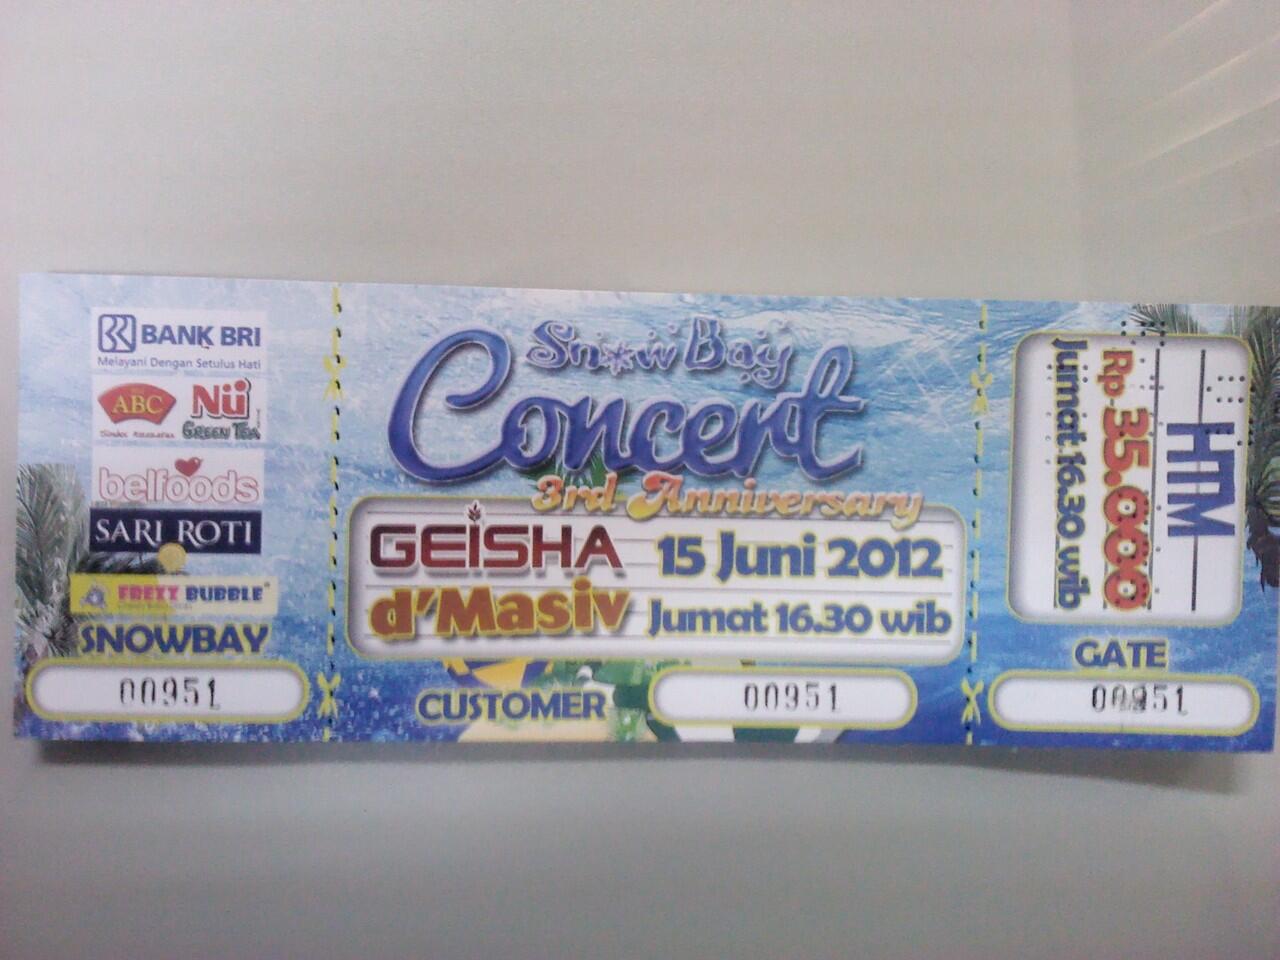 BANK BRI
Melayani Dengan Setulus Hati
ABC
Nü
GREEN TEA
belfoods
SARI ROTI
BUBBLE
SNOWBAY
00951
Snow Bay
Concert
3rd Anniversary
GEISHA
15 Juni 2012
d'Masiv
Jumat 16.30 wib
CUSTOMER
00951
HTM
Rp 35.000
Jumat 16.30 wib
GATE
00951